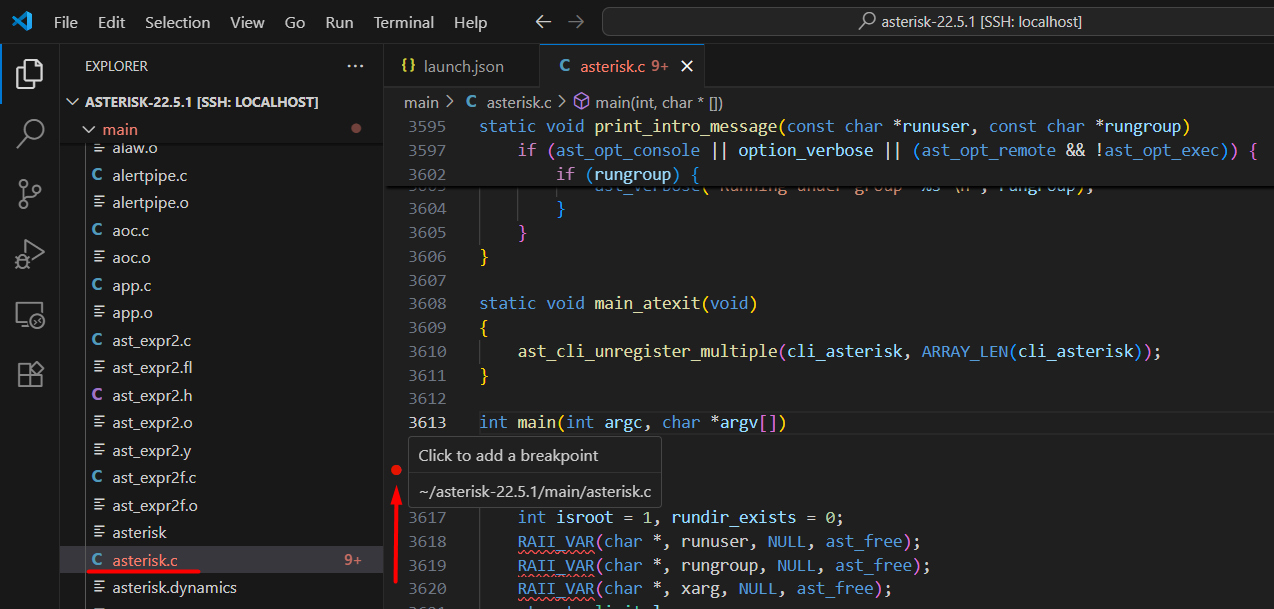 File Edit Selection View Go Run Terminal Help
asterisk-22.5.1 [SSH: localhost]
EXPLORER
ASTERISK-22.5.1 [SSH: LOCALHOST]
main
alaw.o
alertpipe.c
alertpipe.o
aoc.c
aoc.o
app.c
app.o
ast_expr2.c
ast_expr2.fl
ast_expr2.h
ast_expr2.o
ast_expr2.y
ast_expr2f.c
ast_expr2f.o
asterisk
asterisk.c 9+
asterisk.dynamics
{} launch.json
C asterisk.c 9+
main > C asterisk.c > main(int, char * [])
3595 static void print_intro_message(const char *runuser, const char *rungroup)
3597 if (ast_opt_console || option_verbose || (ast_opt_remote && !ast_opt_exec)) {
3602 if (rungroup) {
3603 ast_verbose("Running under group '%s'\n", rungroup);
3604 }
3605 }
3606 }
3607
3608 static void main_atexit(void)
3609 {
3610 ast_cli_unregister_multiple(cli_asterisk, ARRAY_LEN(cli_asterisk));
3611 }
3612
3613 int main(int argc, char *argv[])
Click to add a breakpoint
~/asterisk-22.5.1/main/asterisk.c
3617 int isroot = 1, rundir_exists = 0;
3618 RAII_VAR(char *, runuser, NULL, ast_free);
3619 RAII_VAR(char *, rungroup, NULL, ast_free);
3620 RAII_VAR(char *, xarg, NULL, ast_free);
3621